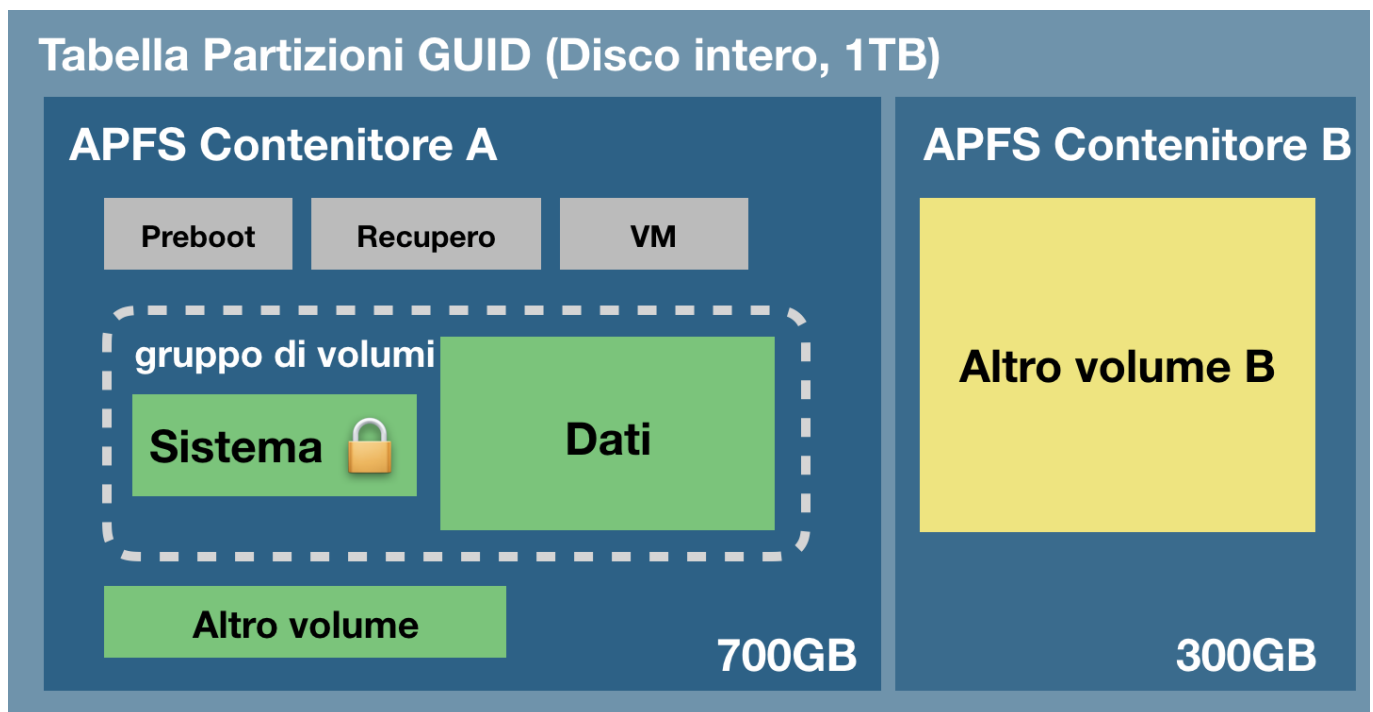 Tabella Partizioni GUID (Disco intero, 1TB)
APFS Contenitore A
Preboot
Recupero
VM
gruppo di volumi
Sistema
Dati
Altro volume
700GB
APFS Contenitore B
Altro volume B
300GB